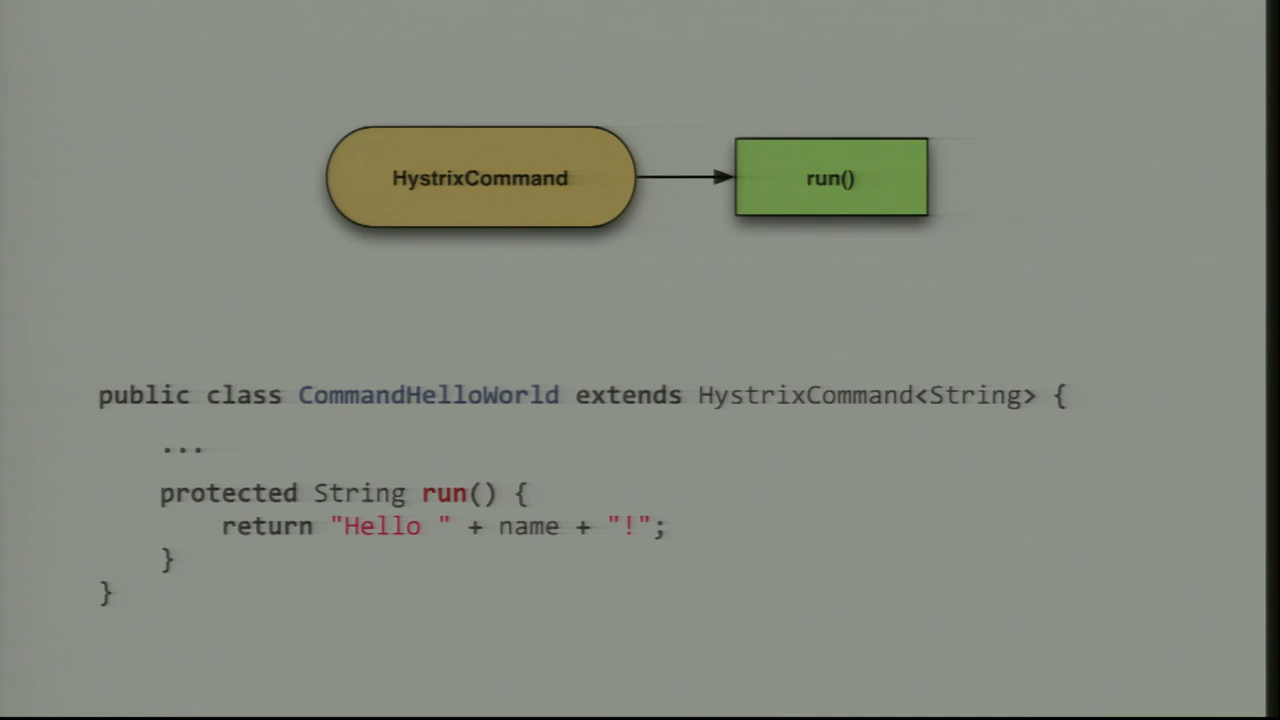 HystrixCommand
run()
public class CommandHelloWorld extends HystrixCommand<String> {
...
protected String run() {
return "Hello " + name + "!";
}
}